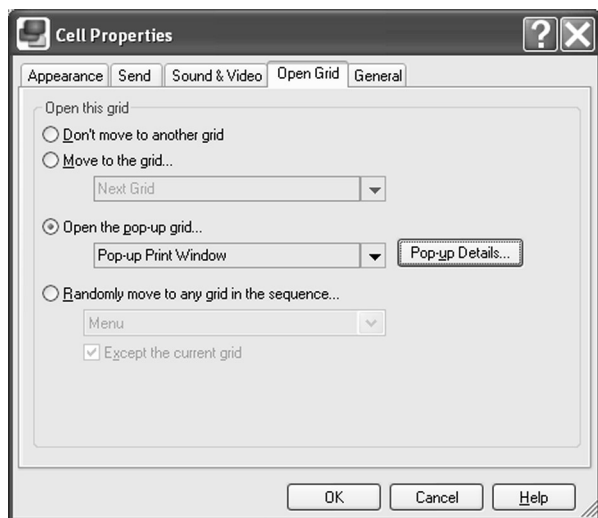 Cell Properties
Appearance Send Sound & Video Open Grid General
Open this grid
Don't move to another grid
Move to the grid...
Next Grid
Open the pop-up grid...
Pop-up Print Window Pop-up Details...
Randomly move to any grid in the sequence...
Menu
Except the current grid
OK Cancel Help